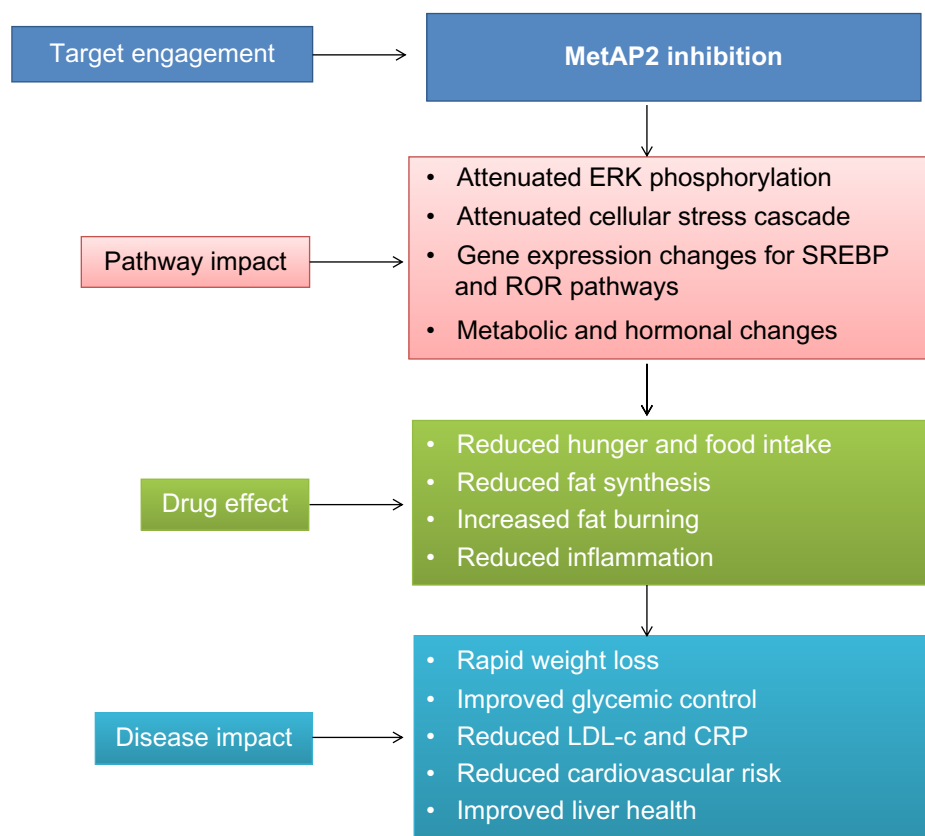 Target engagement
MetAP2 inhibition
Pathway impact
• Attenuated ERK phosphorylation
• Attenuated cellular stress cascade
• Gene expression changes for SREBP
and ROR pathways
• Metabolic and hormonal changes
Drug effect
• Reduced hunger and food intake
• Reduced fat synthesis
• Increased fat burning
• Reduced inflammation
Disease impact
• Rapid weight loss
• Improved glycemic control
• Reduced LDL-c and CRP
• Reduced cardiovascular risk
• Improved liver health